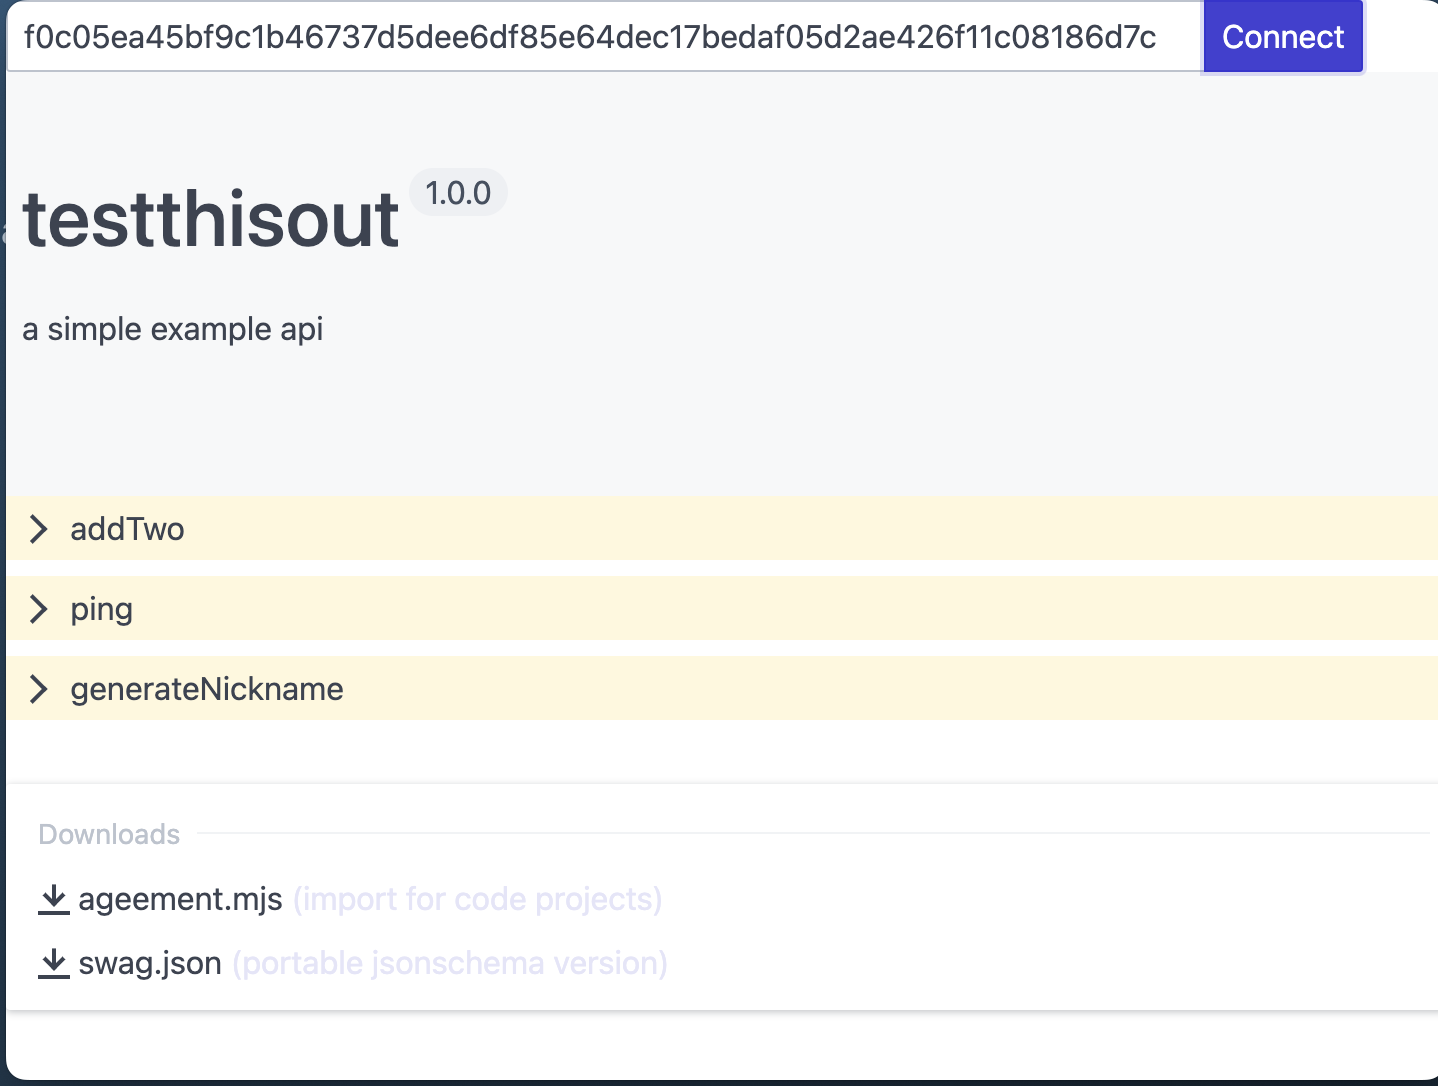 f0c05ea45bf9c1b46737d5dee6df85e64dec17bedaf05d2ae426f11c08186d7c
Connect
testthisout 1.0.0
a simple example api
addTwo
ping
generateNickname
Downloads
ageement.mjs (import for code projects)
swag.json (portable jsonschema version)